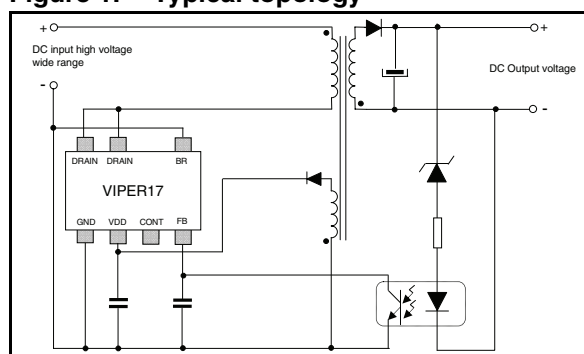 Figure 1. Typical topology
+
DC input high voltage
wide range
-
+
DC Output voltage
-
DRAIN DRAIN BR
VIPER17
GND VDD CONT FB